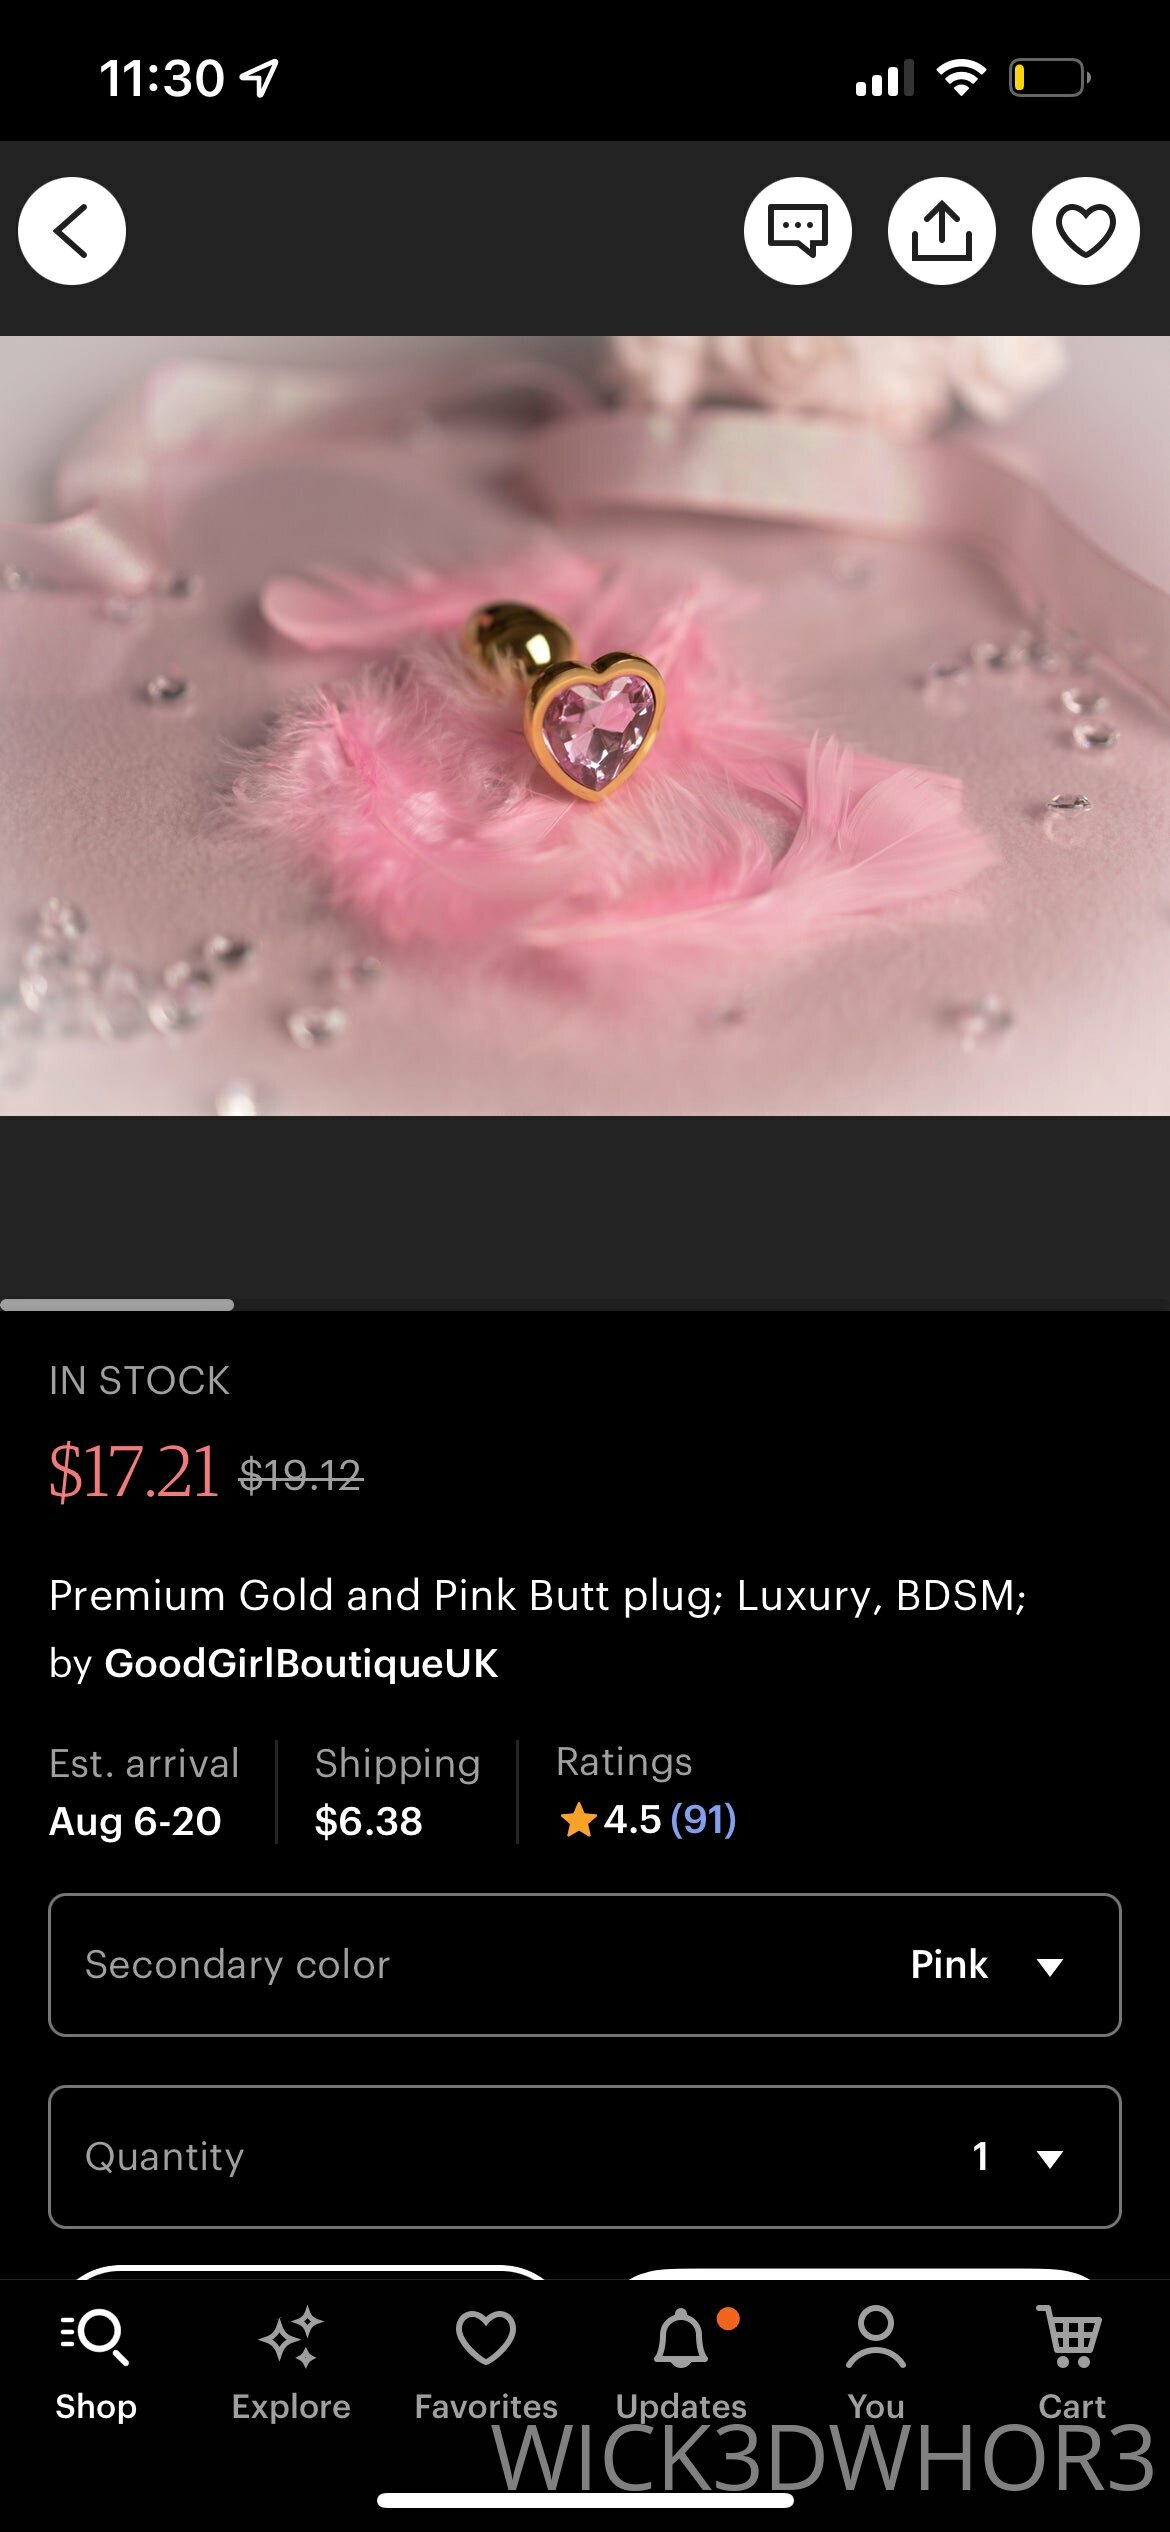 11:30
IN STOCK
$17.21 $19.12
Premium Gold and Pink Butt plug; Luxury, BDSM;
by GoodGirlBoutiqueUK
Est. arrival Shipping Ratings
Aug 6-20 $6.38 4.5 (91)
Secondary color Pink
Quantity 1
Shop Explore Favorites Updates You Cart
WICK3DWHOR3